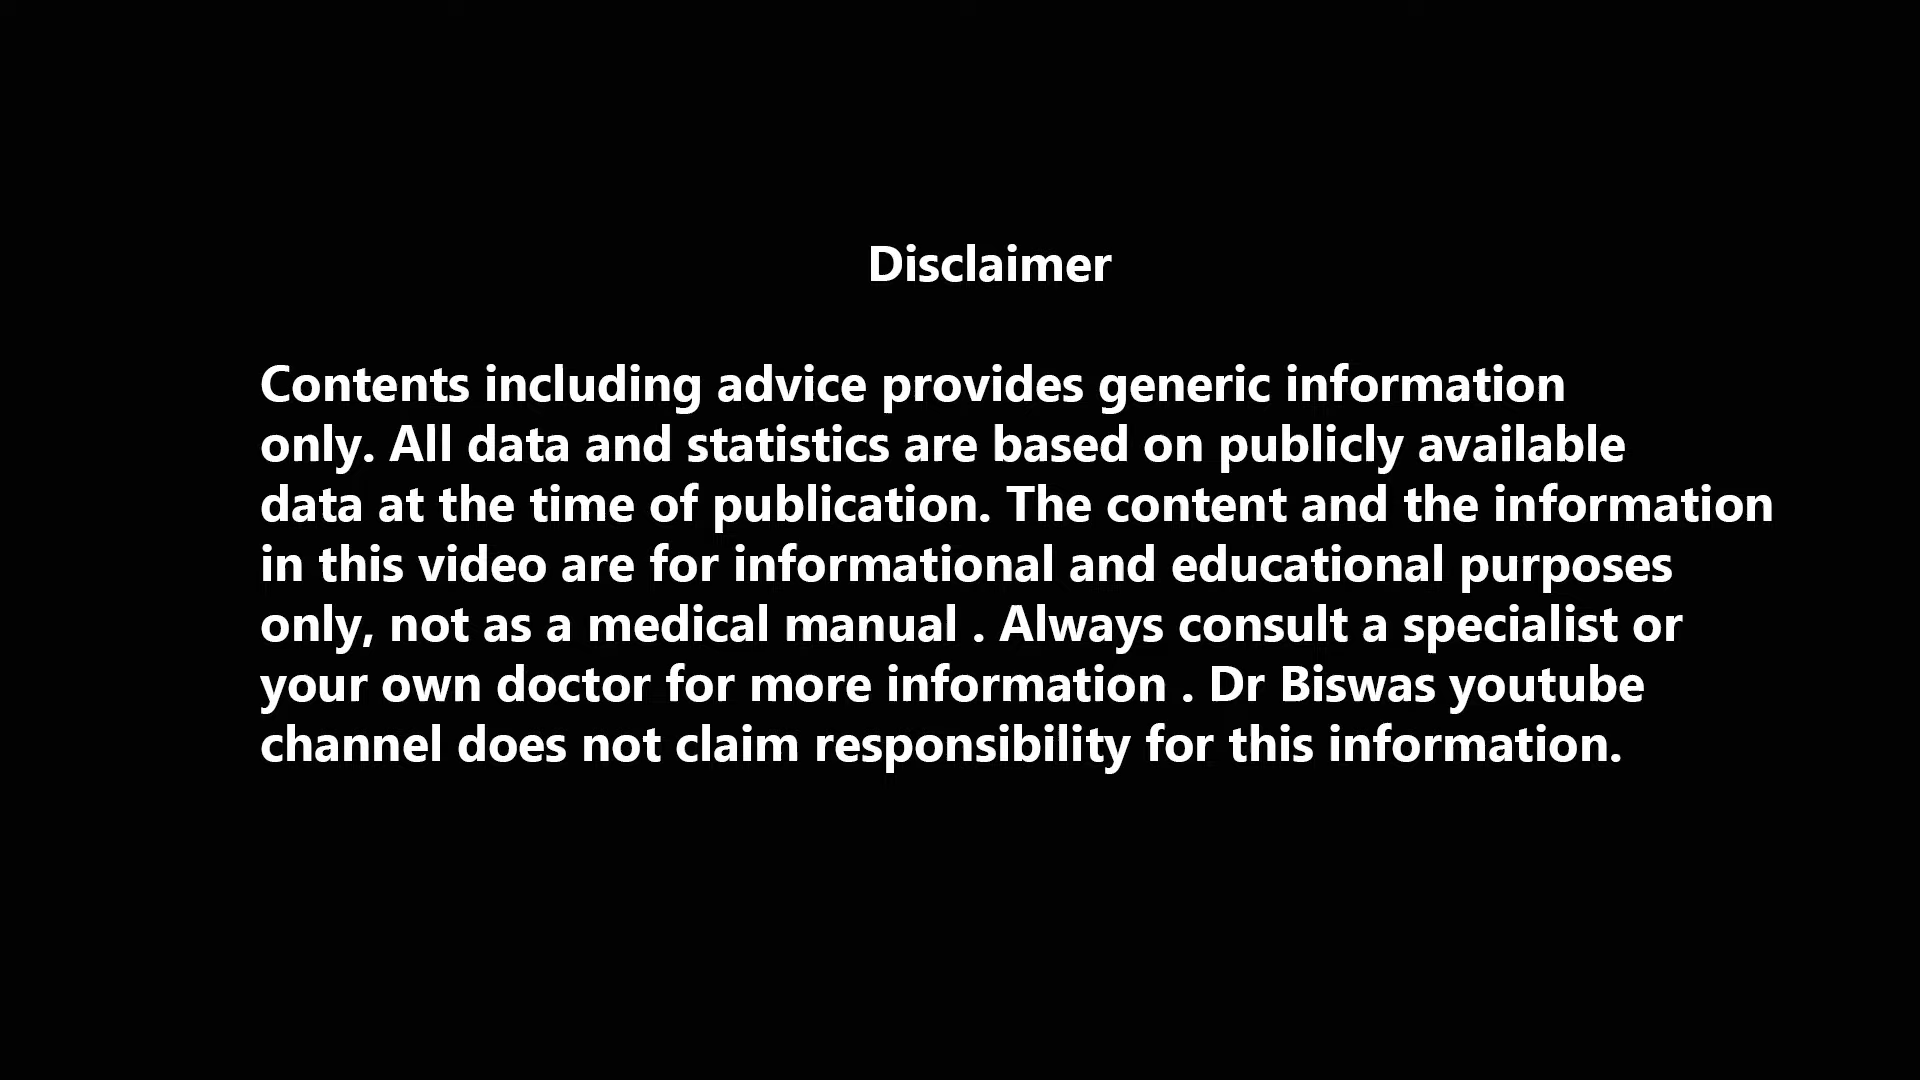 Disclaimer
Contents including advice provides generic information
only. All data and statistics are based on publicly available
data at the time of publication. The content and the information
in this video are for informational and educational purposes
only, not as a medical manual . Always consult a specialist or
your own doctor for more information . Dr Biswas youtube
channel does not claim responsibility for this information.